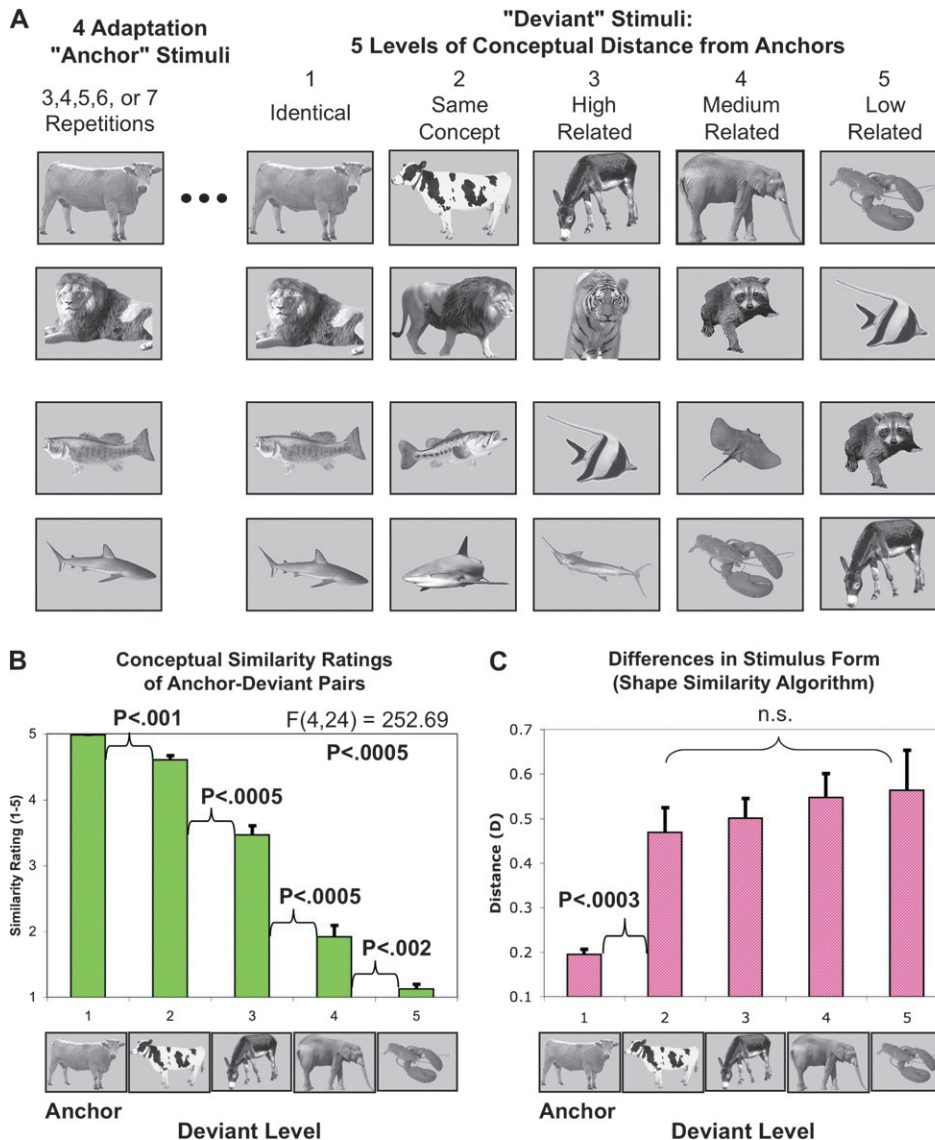 A
4 Adaptation
"Anchor" Stimuli
3,4,5,6, or 7
Repetitions
"Deviant" Stimuli:
5 Levels of Conceptual Distance from Anchors
1
Identical
2
Same
Concept
3
High
Related
4
Medium
Related
5
Low
Related
B
Conceptual Similarity Ratings
of Anchor-Deviant Pairs
F(4,24) = 252.69
P<.0005
P<.001
P<.0005
P<.0005
P<.002
Similarity Rating (1-5)
5
4
3
2
1
1 2 3 4 5
Anchor
Deviant Level
C
Differences in Stimulus Form
(Shape Similarity Algorithm)
n.s.
P<.0003
Distance (D)
0.7
0.6
0.5
0.4
0.3
0.2
0.1
1 2 3 4 5
Anchor
Deviant Level